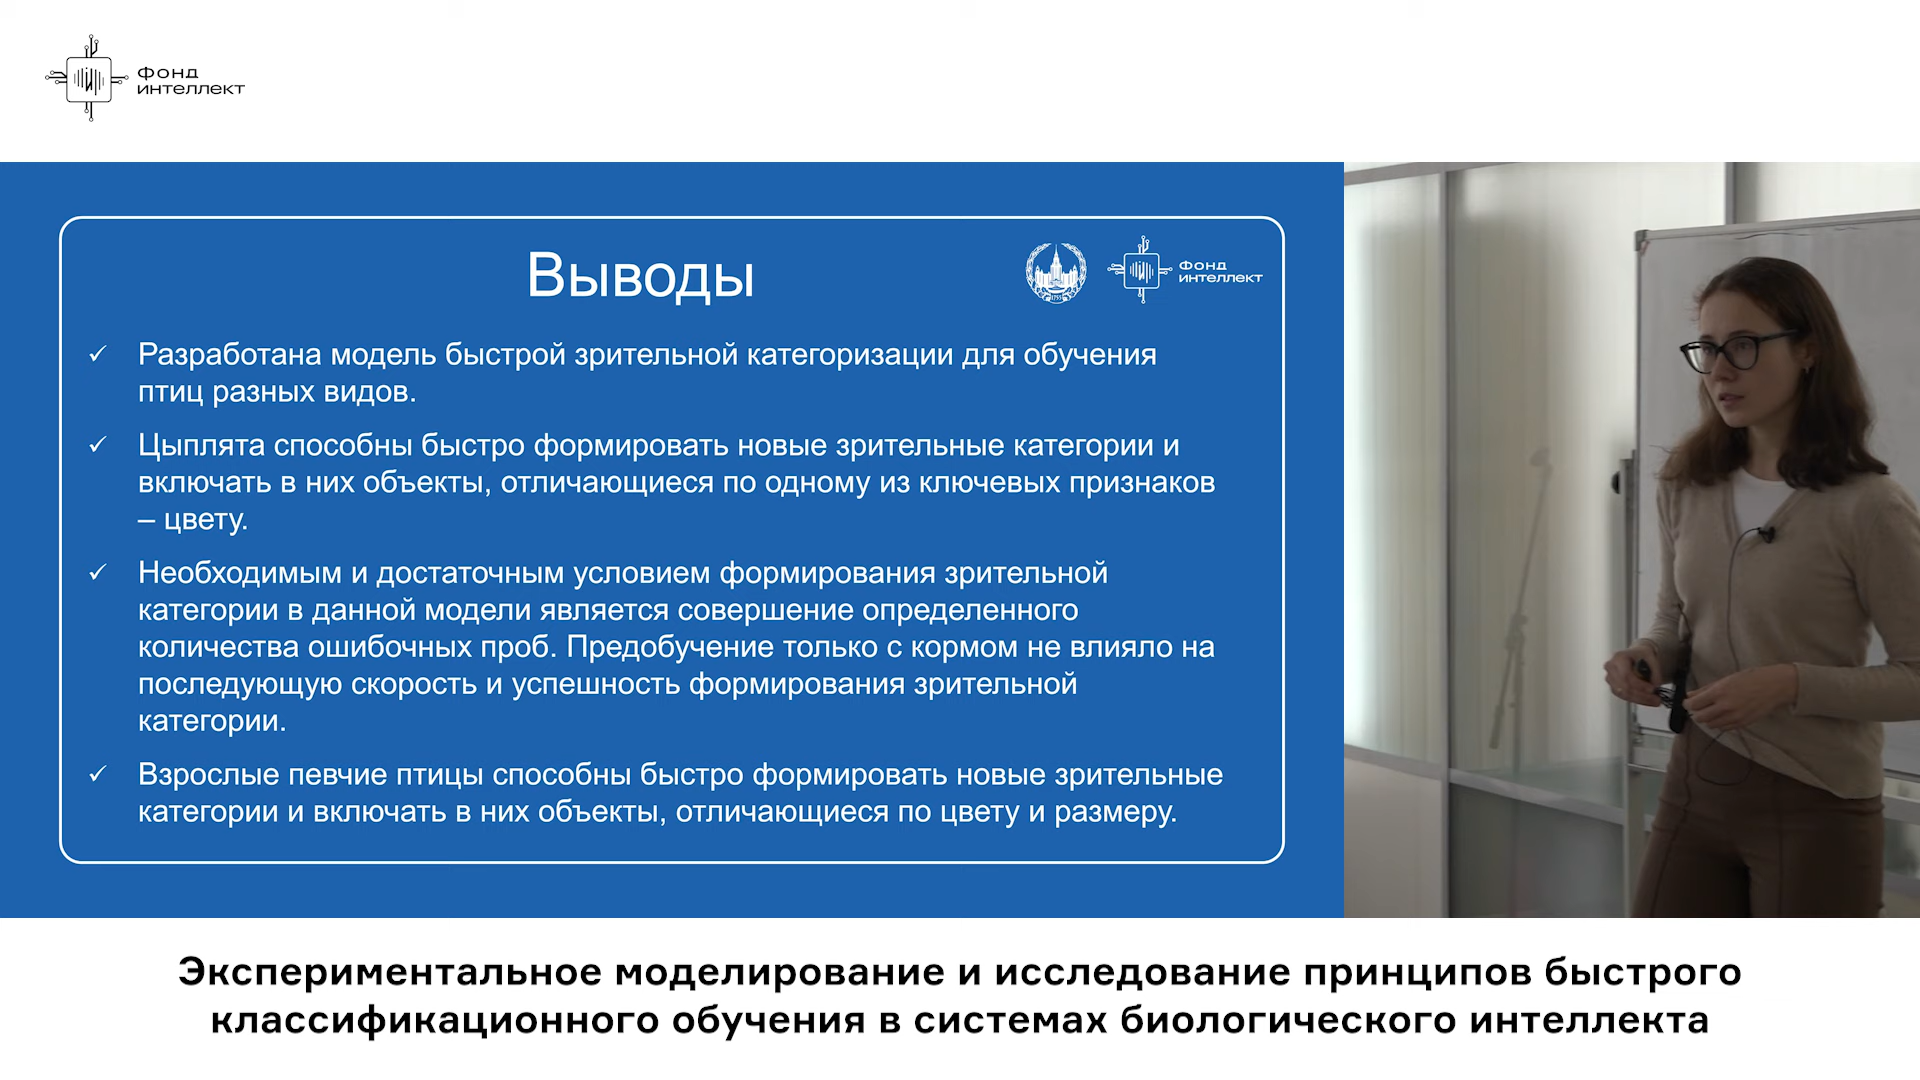 Фонд
интеллект
Выводы
Фонд
интеллект
1755
✓ Разработана модель быстрой зрительной категоризации для обучения
птиц разных видов.
✓ Цыплята способны быстро формировать новые зрительные категории и
включать в них объекты, отличающиеся по одному из ключевых признаков
– цвету.
✓ Необходимым и достаточным условием формирования зрительной
категории в данной модели является совершение определенного
количества ошибочных проб. Предобучение только с кормом не влияло на
последующую скорость и успешность формирования зрительной
категории.
✓ Взрослые певчие птицы способны быстро формировать новые зрительные
категории и включать в них объекты, отличающиеся по цвету и размеру.
Экспериментальное моделирование и исследование принципов быстрого
классификационного обучения в системах биологического интеллекта